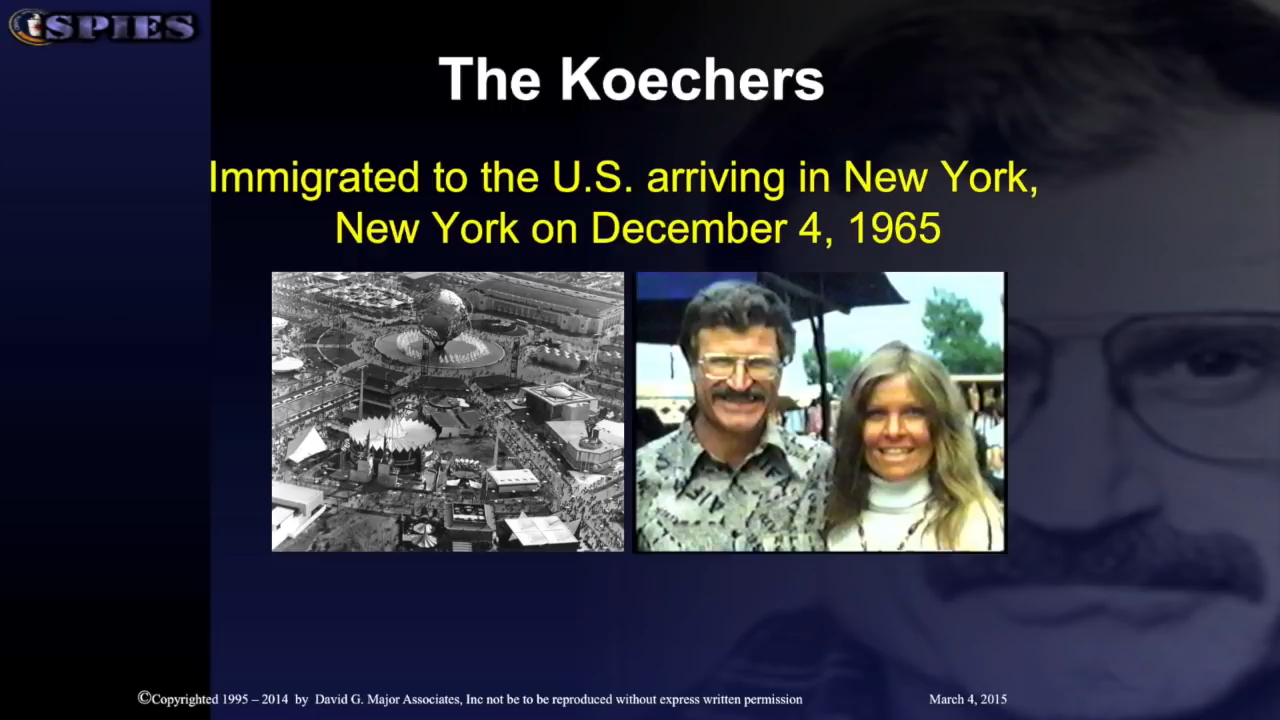 SPIES
The Koechers
Immigrated to the U.S. arriving in New York,
New York on December 4, 1965
©Copyrighted 1995 – 2014 by David G. Major Associates, Inc not be to be reproduced without express written permission March 4, 2015